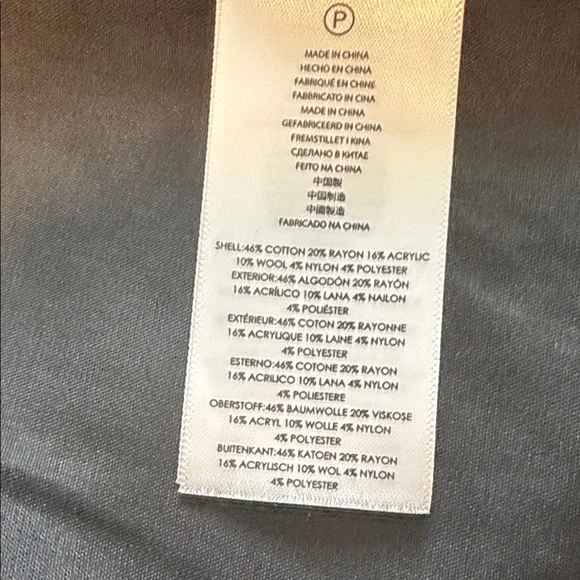 P
MADE IN CHINA
HECHO EN CHINA
FABRIQUÉ EN CHINE
FABBRICATO IN CINA
MADE IN CHINA
GEFABRICEERD IN CHINA
FREMSTILLET I KINA
СДЕЛАНО В КИТАЕ
FEITO NA CHINA
中国製
中国制造
中國製造
FABRICADO NA CHINA
SHELL:46% COTTON 20% RAYON 16% ACRYLIC
10% WOOL 4% NYLON 4% POLYESTER
EXTERIOR:46% ALGODÓN 20% RAYÓN
16% ACRÍLICO 10% LANA 4% NAILON
4% POLIÉSTER
EXTÉRIEUR:46% COTON 20% RAYONNE
16% ACRYLIQUE 10% LAINE 4% NYLON
4% POLYESTER
ESTERNO:46% COTONE 20% RAYON
16% ACRILICO 10% LANA 4% NYLON
4% POLIESTERE
OBERSTOFF:46% BAUMWOLLE 20% VISKOSE
16% ACRYL 10% WOLLE 4% NYLON
4% POLYESTER
BUITENKANT:46% KATOEN 20% RAYON
16% ACRYLISCH 10% WOL 4% NYLON
4% POLYESTER